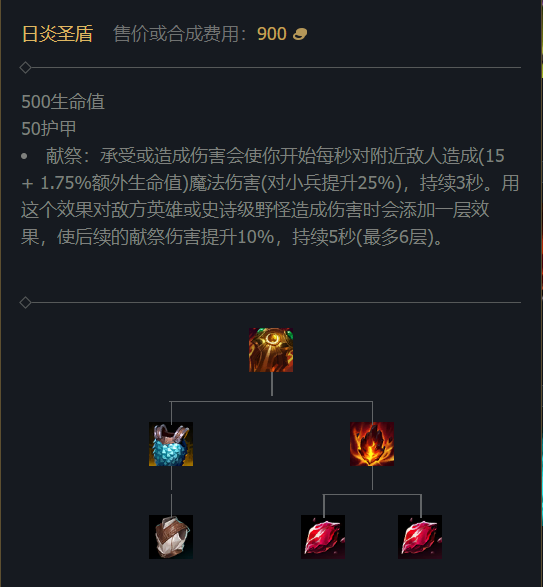 日炎圣盾 售价或合成费用：900
500生命值
50护甲
• 献祭：承受或造成伤害会使你开始每秒对附近敌人造成(15
+ 1.75%额外生命值)魔法伤害(对小兵提升25%)，持续3秒。用
这个效果对敌方英雄或史诗级野怪造成伤害时会添加一层效
果，使后续的献祭伤害提升10%，持续5秒(最多6层)。